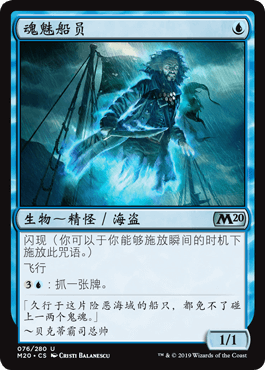 魂魅船员
生物～精怪 / 海盗
M20
闪现（你可以于你能够施放瞬间的时机下
施放此咒语。）
飞行
3：抓一张牌。
「久行于这片险恶海域的船只，都免不了碰
上一两个鬼魂。」
～贝克蒂霸司总帅
1/1
076/280 U
M20 • CS CRISTI BALANESCU
™ & © 2019 Wizards of the Coast